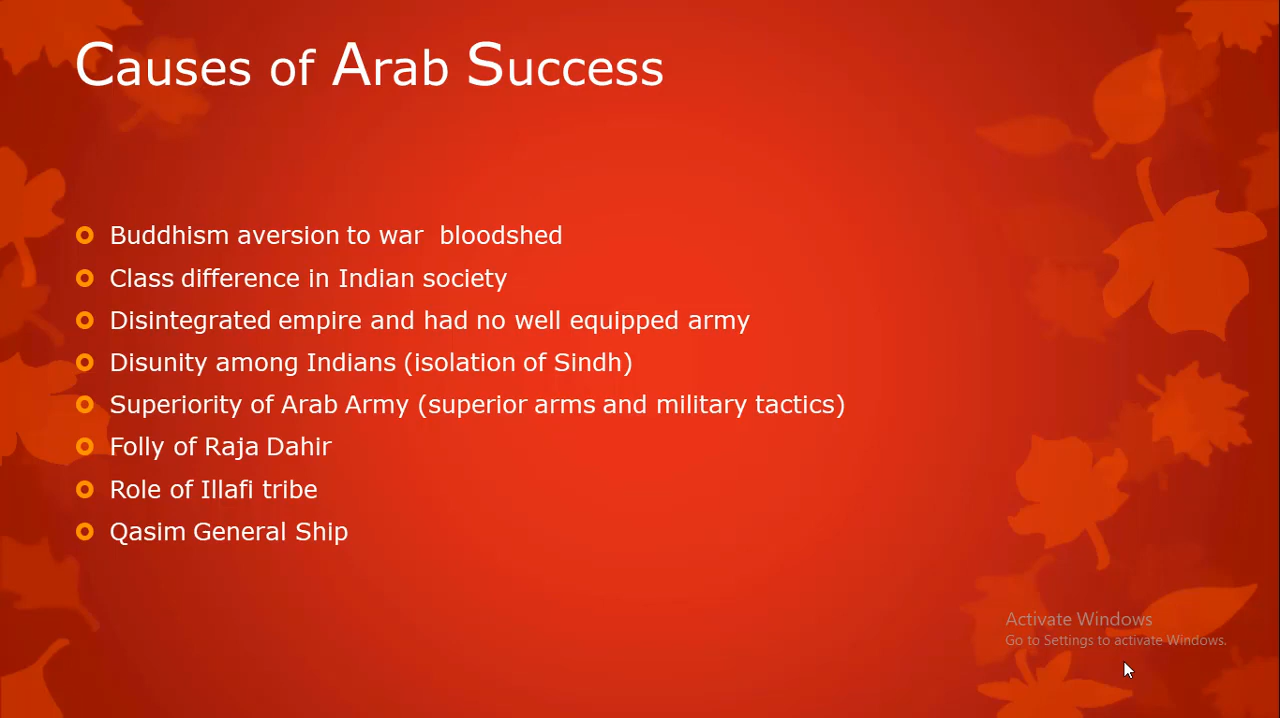 Causes of Arab Success
Buddhism aversion to war  bloodshed
Class difference in Indian society
Disintegrated empire and had no well equipped army
Disunity among Indians (isolation of Sindh)
Superiority of Arab Army (superior arms and military tactics)
Folly of Raja Dahir
Role of Illafi tribe
Qasim General Ship
Activate Windows
Go to Settings to activate Windows.